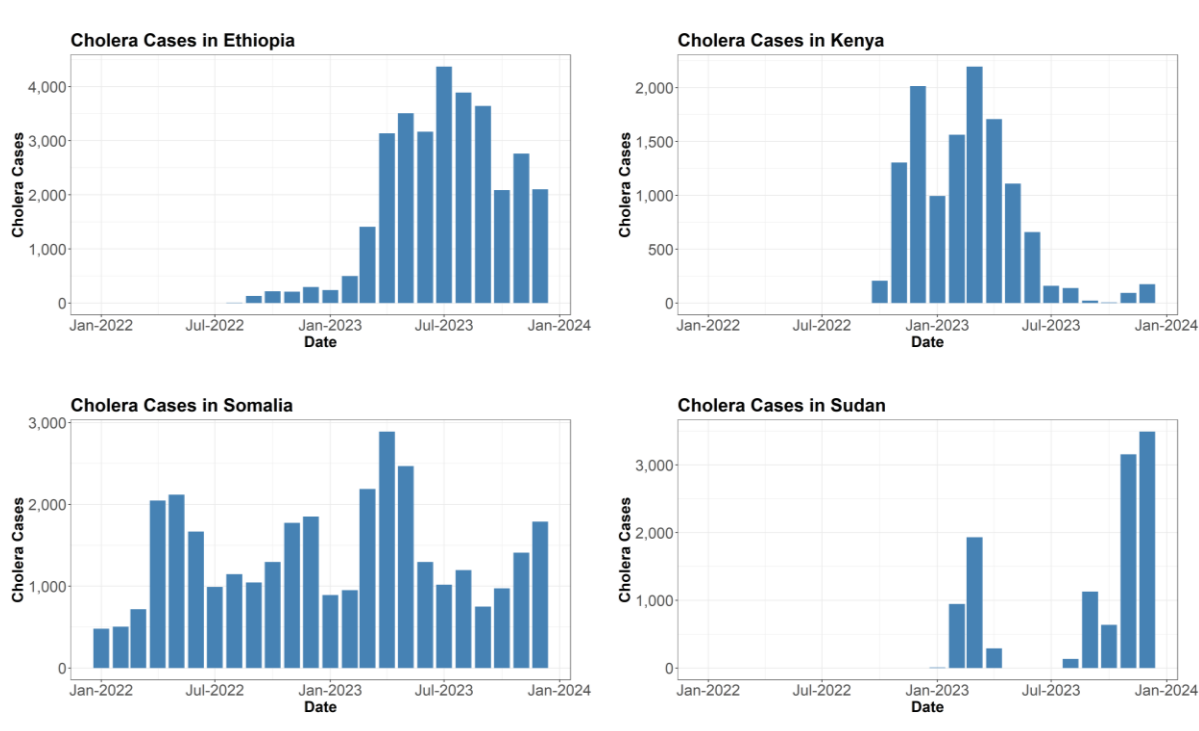 Cholera Cases in Ethiopia
Cholera Cases
4,000
3,000
2,000
1,000
0
Jan-2022 Jul-2022 Jan-2023 Jul-2023 Jan-2024
Date
Cholera Cases in Kenya
Cholera Cases
2,000
1,500
1,000
500
0
Jan-2022 Jul-2022 Jan-2023 Jul-2023 Jan-2024
Date
Cholera Cases in Somalia
Cholera Cases
3,000
2,000
1,000
0
Jan-2022 Jul-2022 Jan-2023 Jul-2023 Jan-2024
Date
Cholera Cases in Sudan
Cholera Cases
3,000
2,000
1,000
0
Jan-2022 Jul-2022 Jan-2023 Jul-2023 Jan-2024
Date